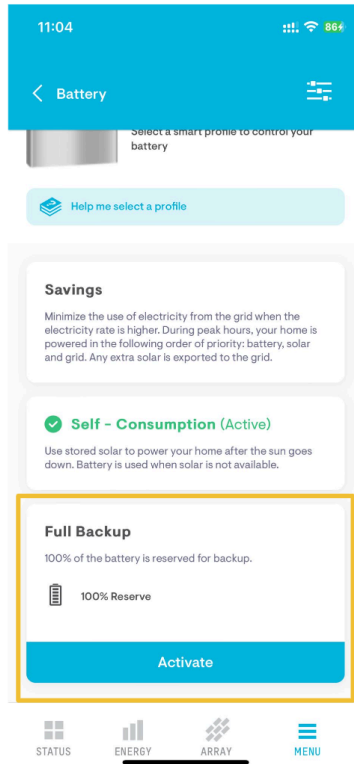 11:04
86
Battery
Select a smart profile to control your
battery
Help me select a profile
Savings
Minimize the use of electricity from the grid when the
electricity rate is higher. During peak hours, your home is
powered in the following order of priority: battery, solar
and grid. Any extra solar is exported to the grid.
Self - Consumption (Active)
Use stored solar to power your home after the sun goes
down. Battery is used when solar is not available.
Full Backup
100% of the battery is reserved for backup.
100% Reserve
Activate
STATUS ENERGY ARRAY MENU